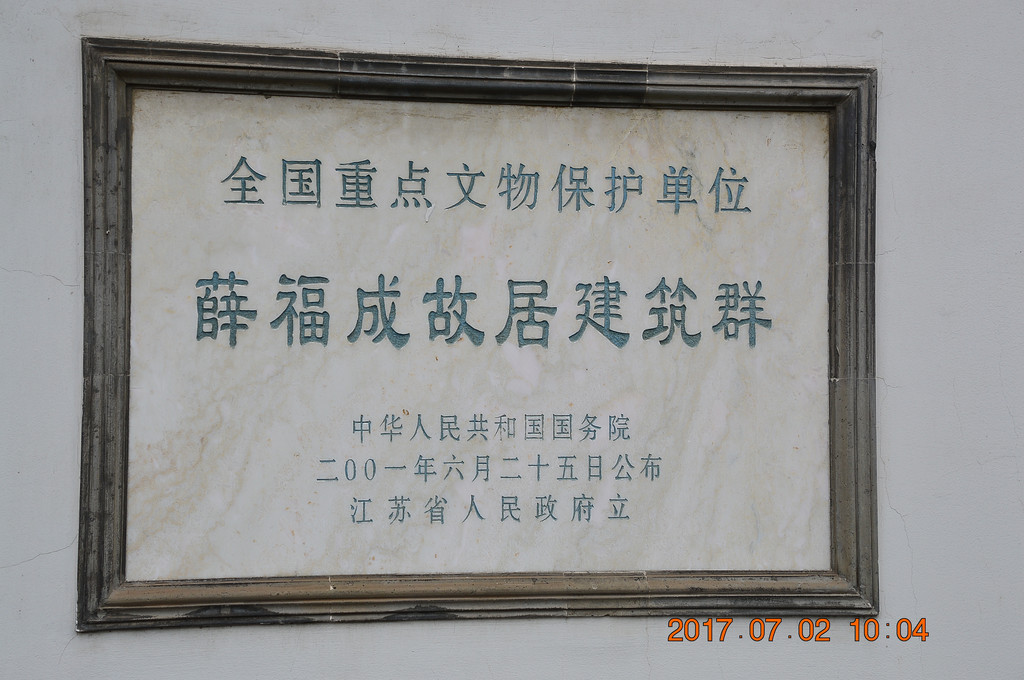 全国重点文物保护单位
薛福成故居建筑群
中华人民共和国国务院
二00一年六月二十五日公布
江苏省人民政府立
2017.07.02 10:04